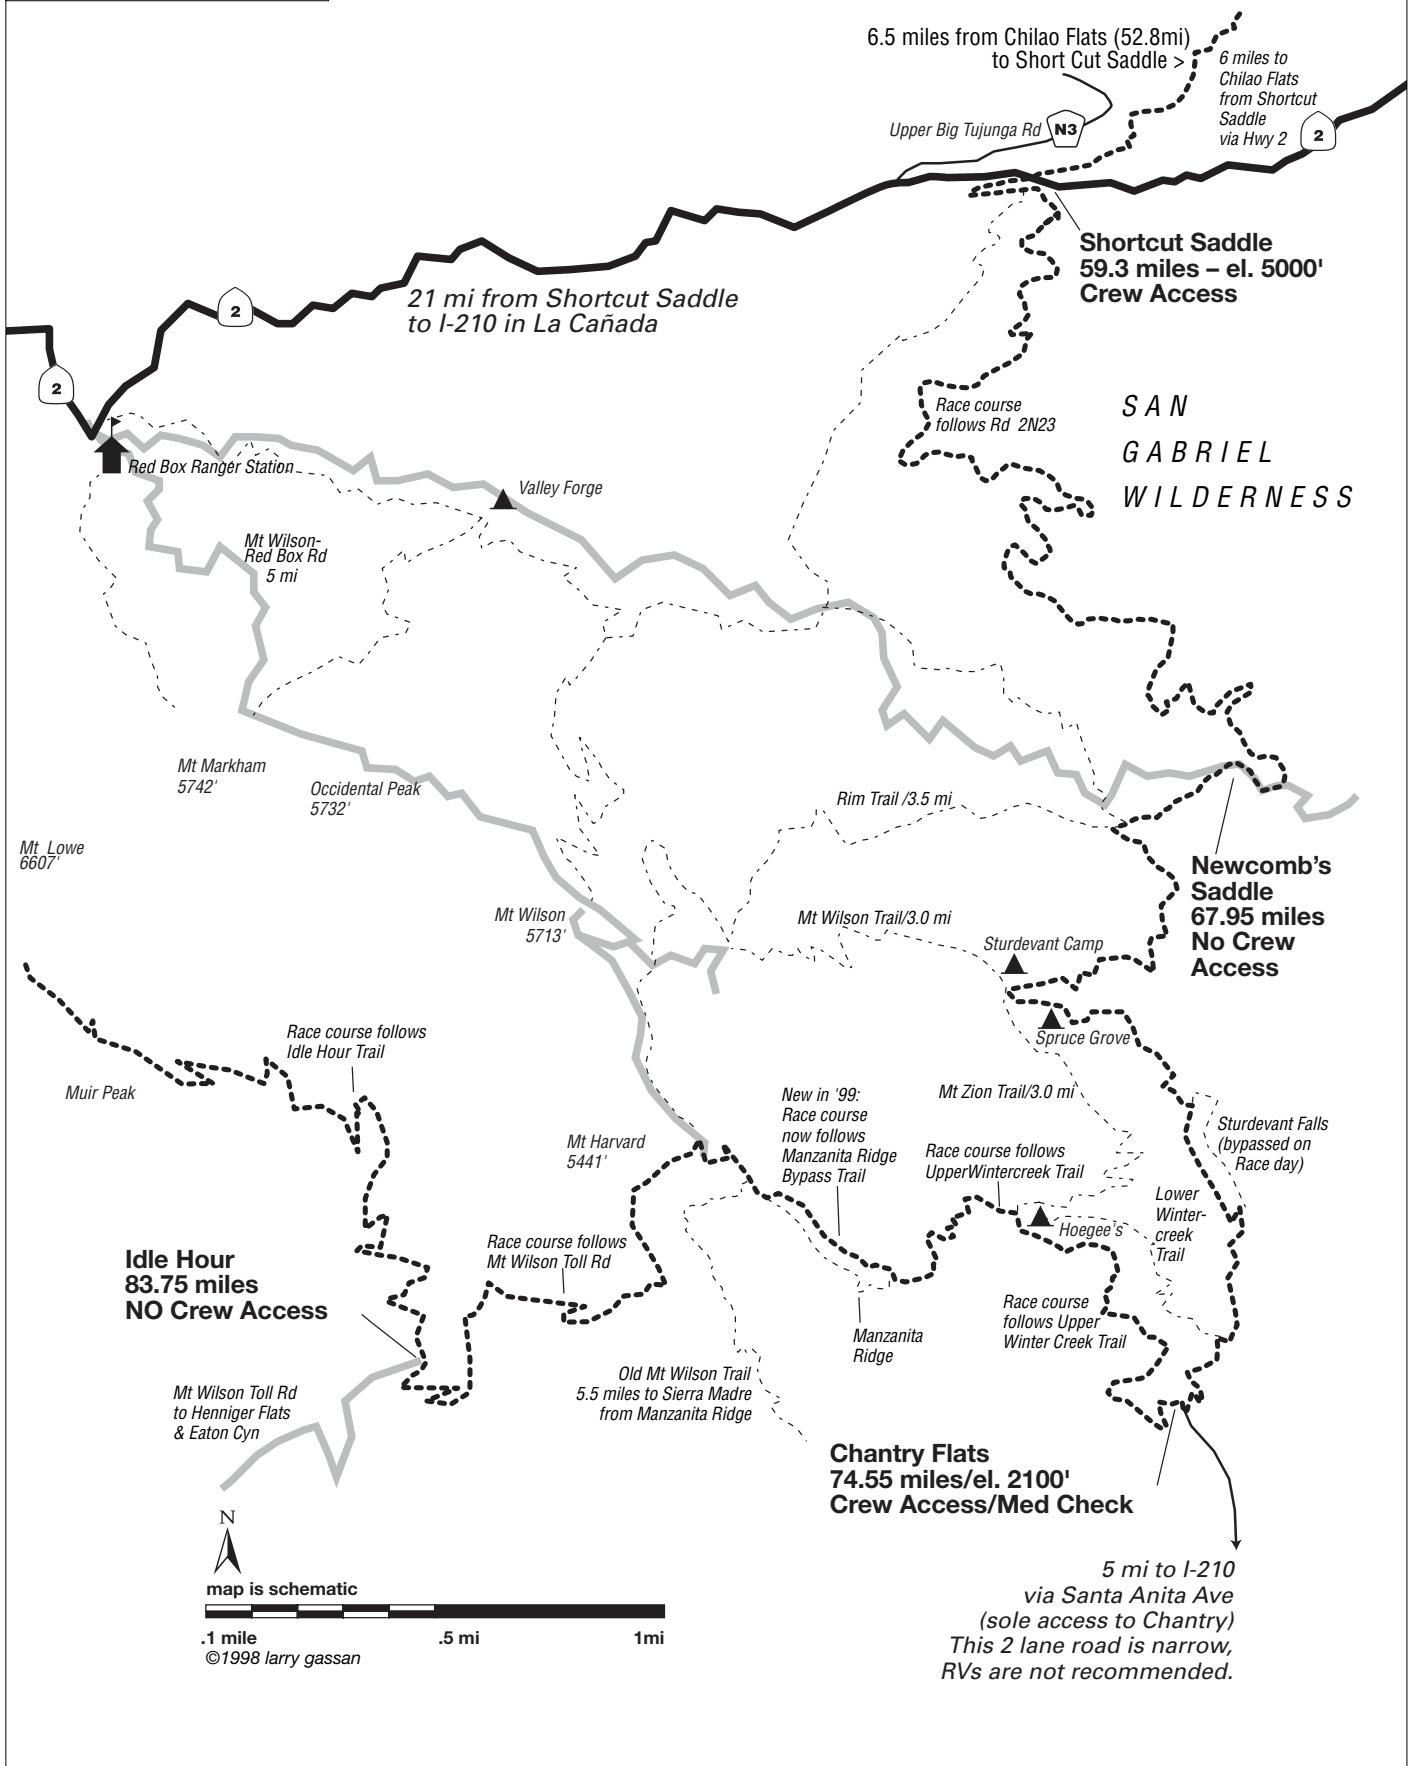 6.5 miles from Chilao Flats (52.8mi)
to Short Cut Saddle >
6 miles to
Chilao Flats
from Shortcut
Saddle
via Hwy 2
Upper Big Tujunga Rd
N3
2
Shortcut Saddle
59.3 miles – el. 5000'
Crew Access
21 mi from Shortcut Saddle
to I-210 in La Cañada
2
2
Race course
follows Rd 2N23
SAN
GABRIEL
WILDERNESS
Red Box Ranger Station
Valley Forge
Mt Wilson-
Red Box Rd
5 mi
Mt Markham
5742'
Occidental Peak
5732'
Rim Trail /3.5 mi
Mt Lowe
6607'
Newcomb's
Saddle
67.95 miles
No Crew
Access
Mt Wilson
5713'
Mt Wilson Trail/3.0 mi
Sturdevant Camp
Spruce Grove
Race course follows
Idle Hour Trail
Muir Peak
New in '99:
Race course
now follows
Manzanita Ridge
Bypass Trail
Mt Zion Trail/3.0 mi
Sturdevant Falls
(bypassed on
Race day)
Mt Harvard
5441'
Race course follows
UpperWintercreek Trail
Lower
Winter-
creek
Trail
Hoegee's
Race course follows
Mt Wilson Toll Rd
Idle Hour
83.75 miles
NO Crew Access
Race course
follows Upper
Winter Creek Trail
Manzanita
Ridge
Old Mt Wilson Trail
5.5 miles to Sierra Madre
from Manzanita Ridge
Mt Wilson Toll Rd
to Henniger Flats
& Eaton Cyn
Chantry Flats
74.55 miles/el. 2100'
Crew Access/Med Check
N
map is schematic
.1 mile .5 mi 1mi
©1998 larry gassan
5 mi to I-210
via Santa Anita Ave
(sole access to Chantry)
This 2 lane road is narrow,
RVs are not recommended.